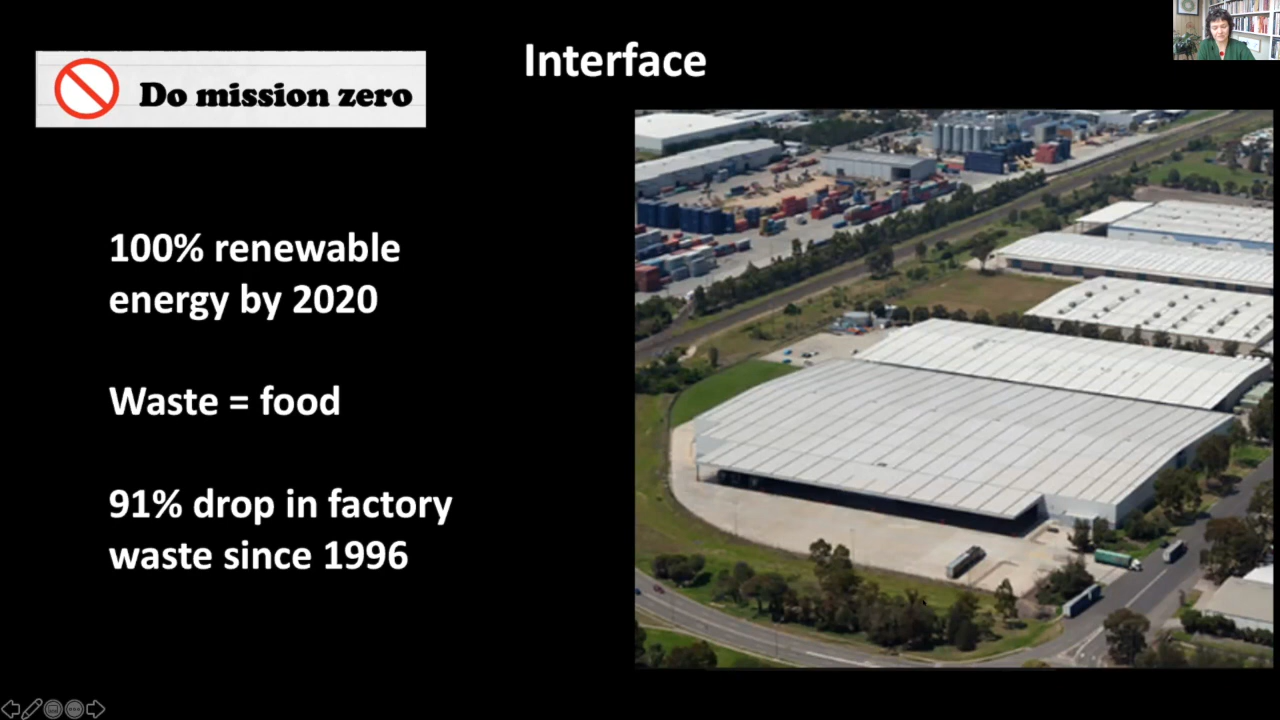 Interface
Do mission zero
100% renewable
energy by 2020
Waste = food
91% drop in factory
waste since 1996